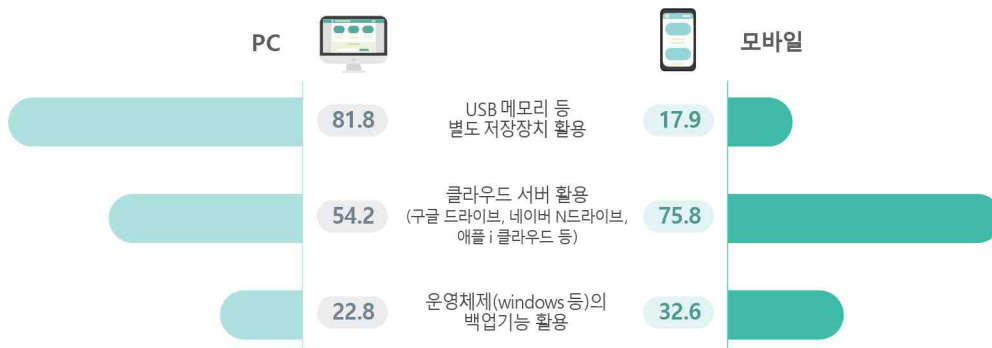 PC
모바일
81.8
USB 메모리 등
별도 저장장치 활용
17.9
54.2
클라우드 서버 활용
(구글 드라이브, 네이버 N드라이브,
애플 i 클라우드 등)
75.8
22.8
운영체제(windows 등)의
백업기능 활용
32.6